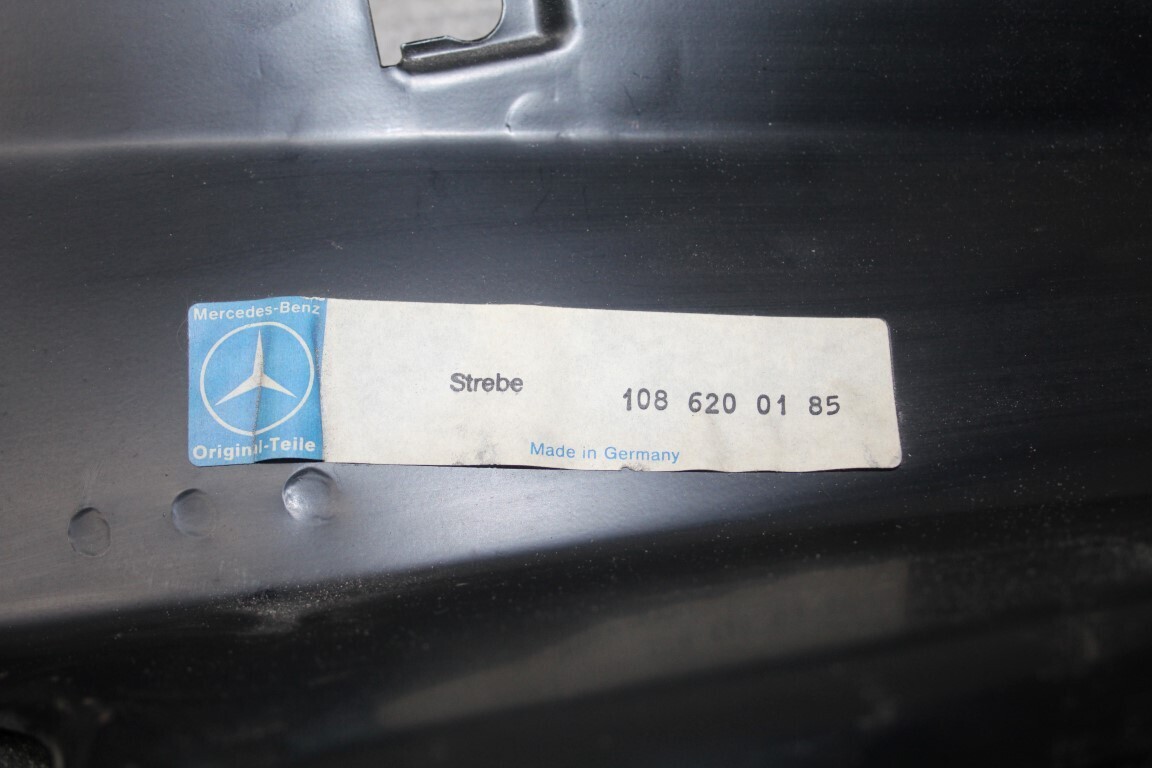 Mercedes-Benz
Original-Teile
Strebe 108 620 01 85
Made in Germany